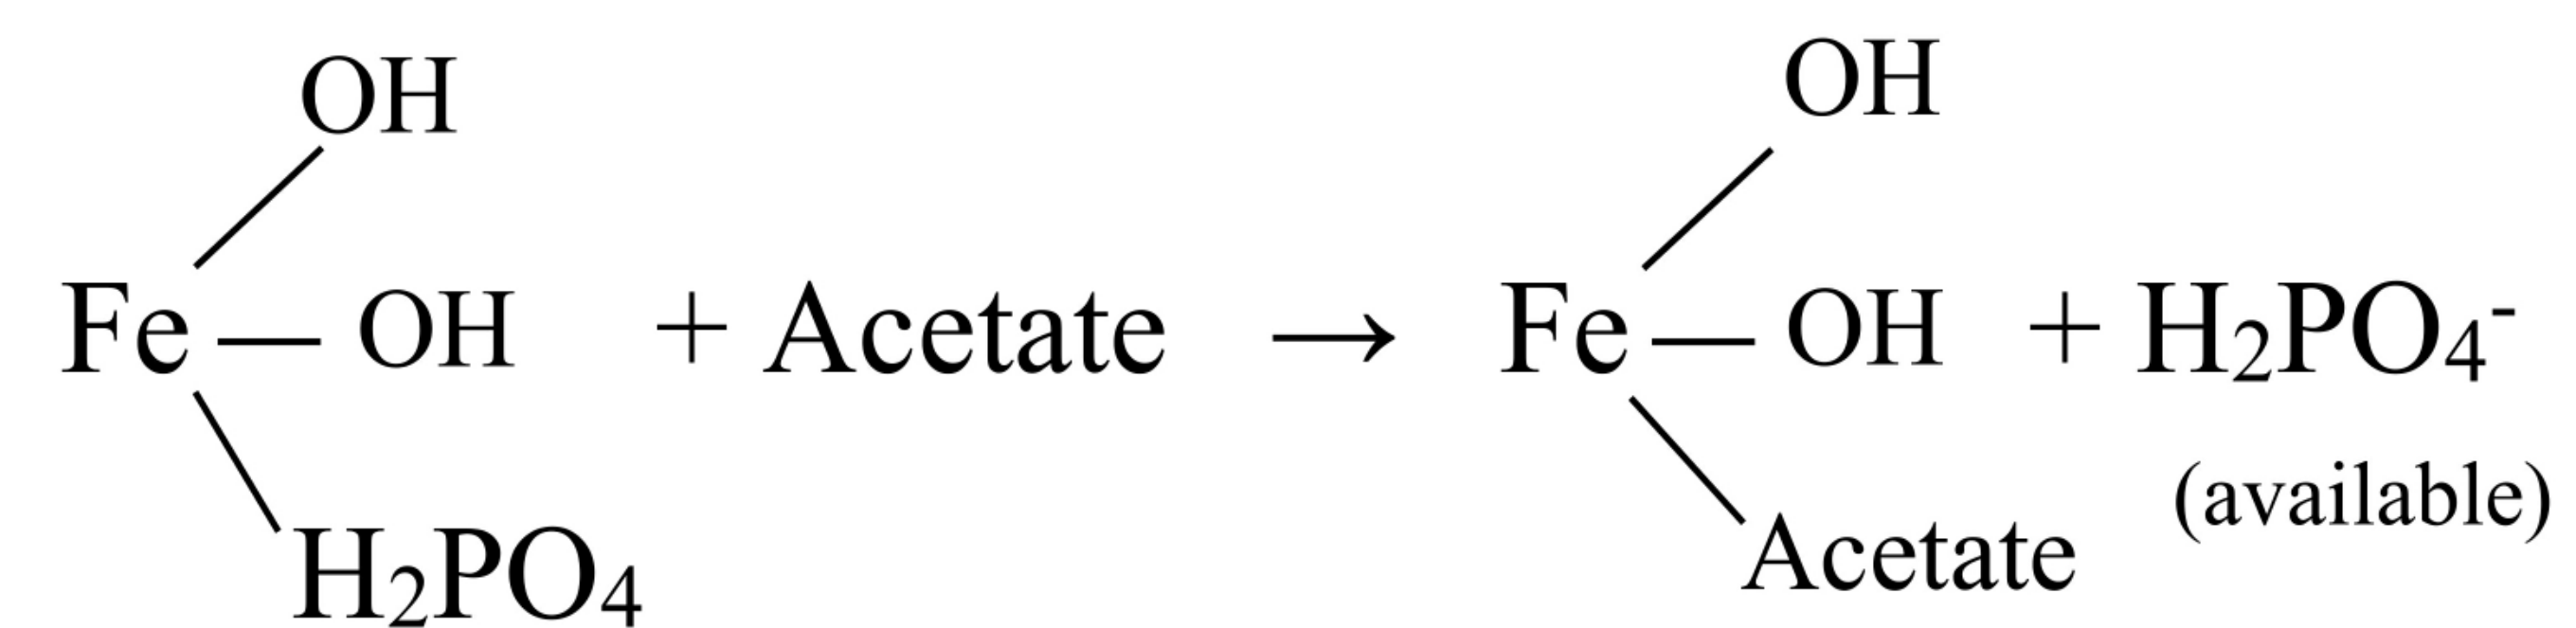 OH OH
Fe — OH + Acetate → Fe — OH + H₂PO₄⁻
(available)
H₂PO₄ Acetate